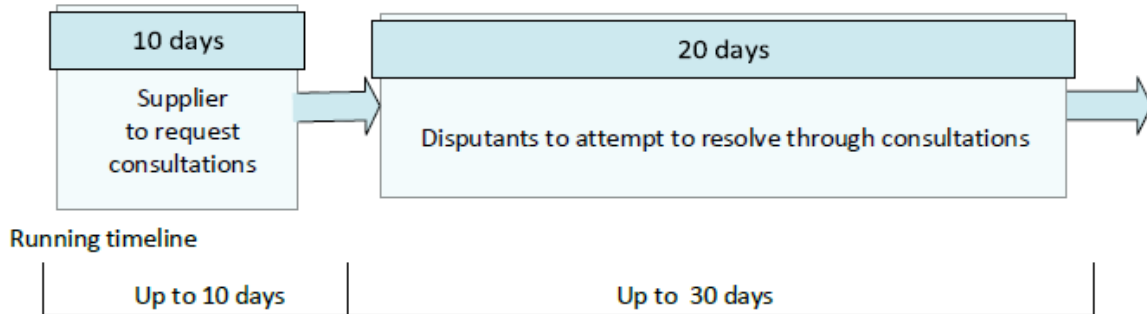 10 days
Supplier
to request
consultations
20 days
Disputants to attempt to resolve through consultations
Running timeline
Up to 10 days
Up to  30 days